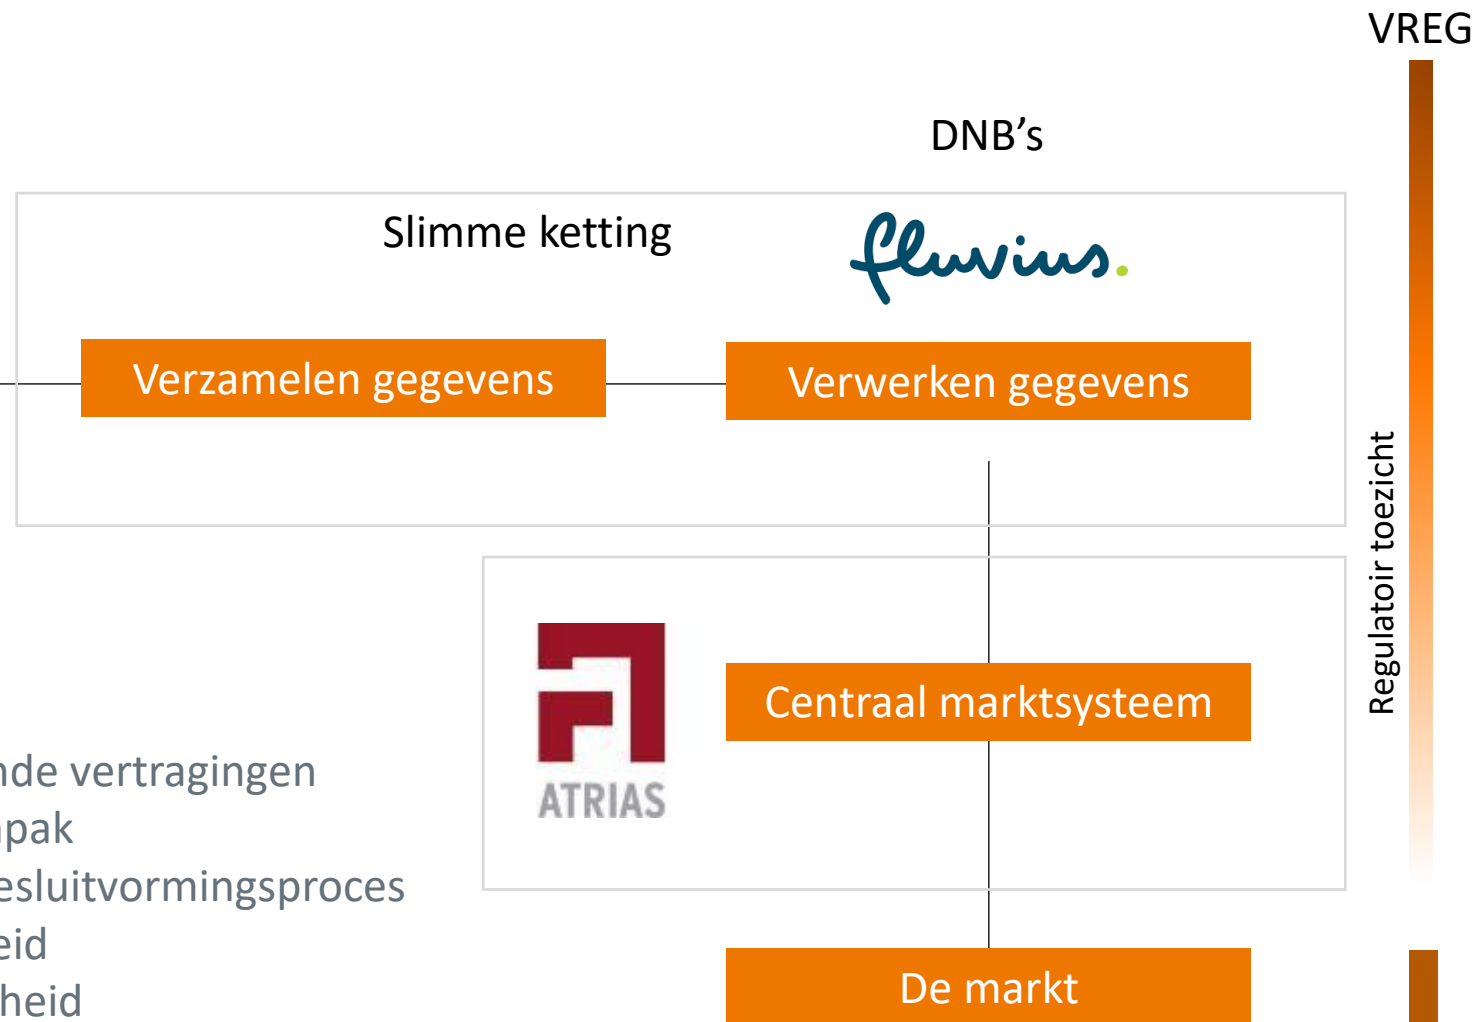 VREG
DNB's
Slimme ketting
fluvius.
Verzamelen gegevens
Verwerken gegevens
Regulatoir toezicht
Centraal marktsysteem
ATRIAS
nde vertragingen
npak
esluitvormingsproces
eid
heid
De markt